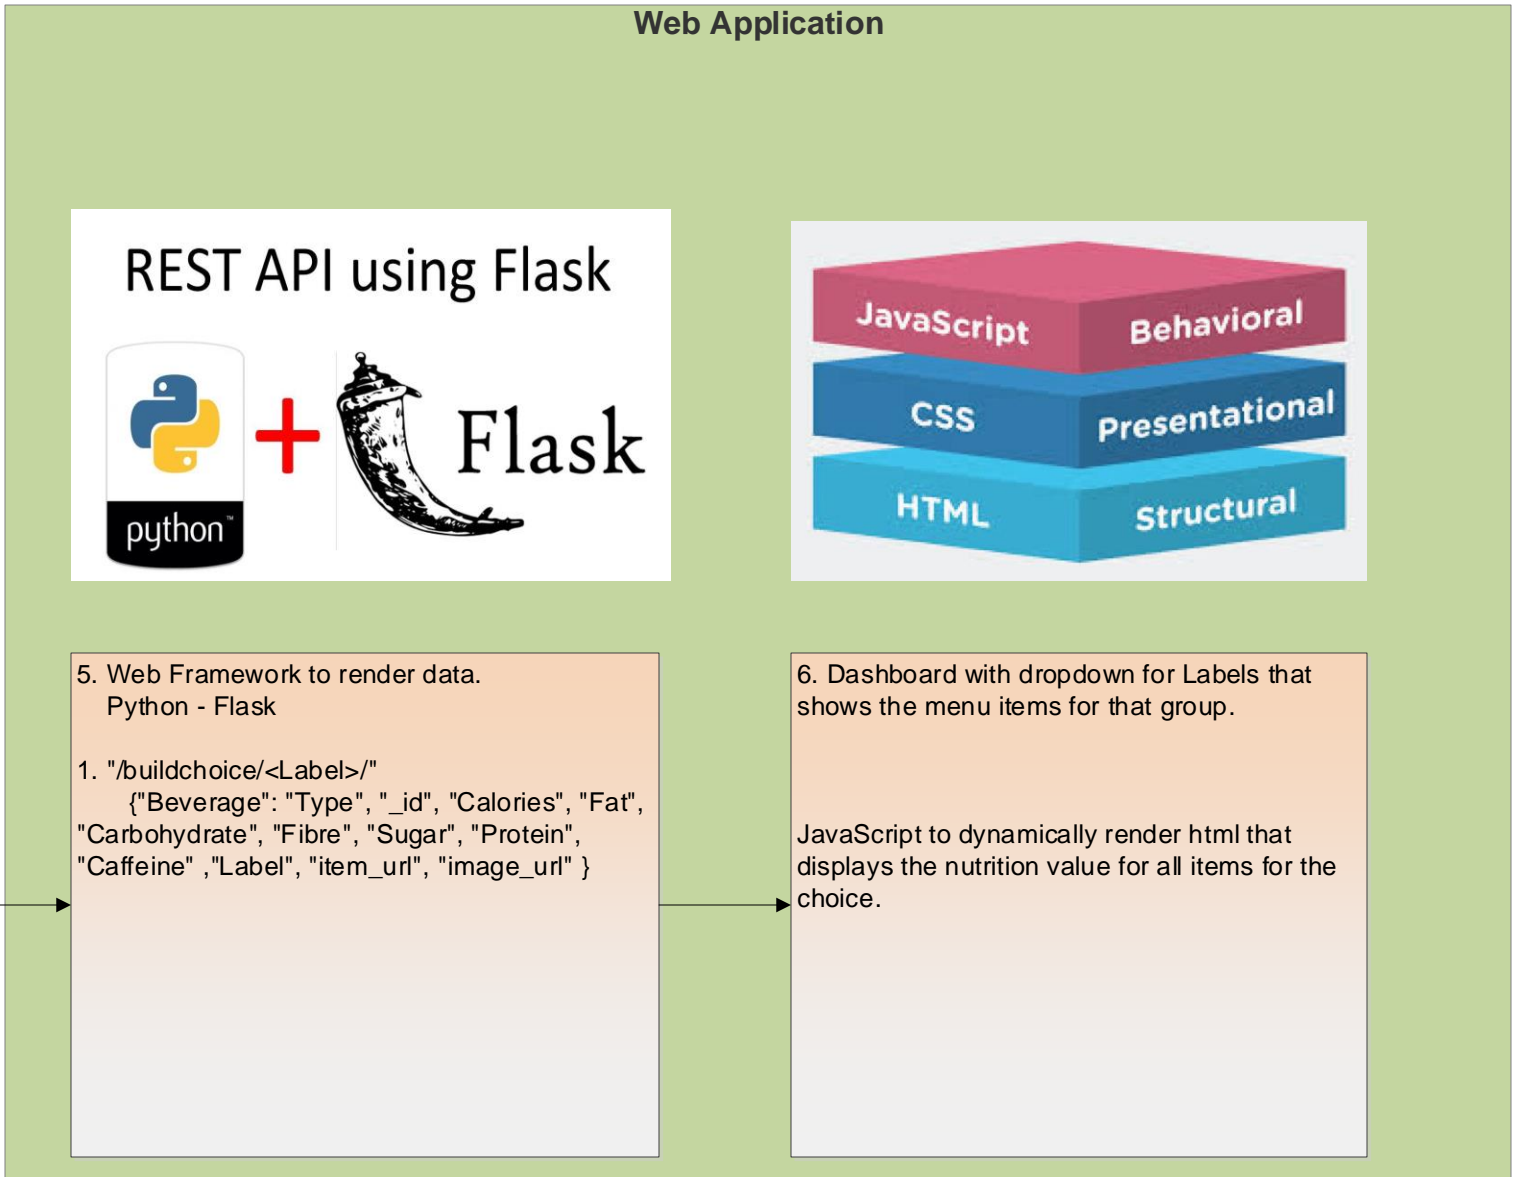 Web Application
REST API using Flask
python™
Flask
JavaScript
Behavioral
CSS
Presentational
HTML
Structural
5. Web Framework to render data.
Python - Flask
1. "/buildchoice/<Label>/"
{"Beverage": "Type", "_id", "Calories", "Fat",
"Carbohydrate", "Fibre", "Sugar", "Protein",
"Caffeine" ,"Label", "item_url", "image_url" }
6. Dashboard with dropdown for Labels that
shows the menu items for that group.
JavaScript to dynamically render html that
displays the nutrition value for all items for the
choice.